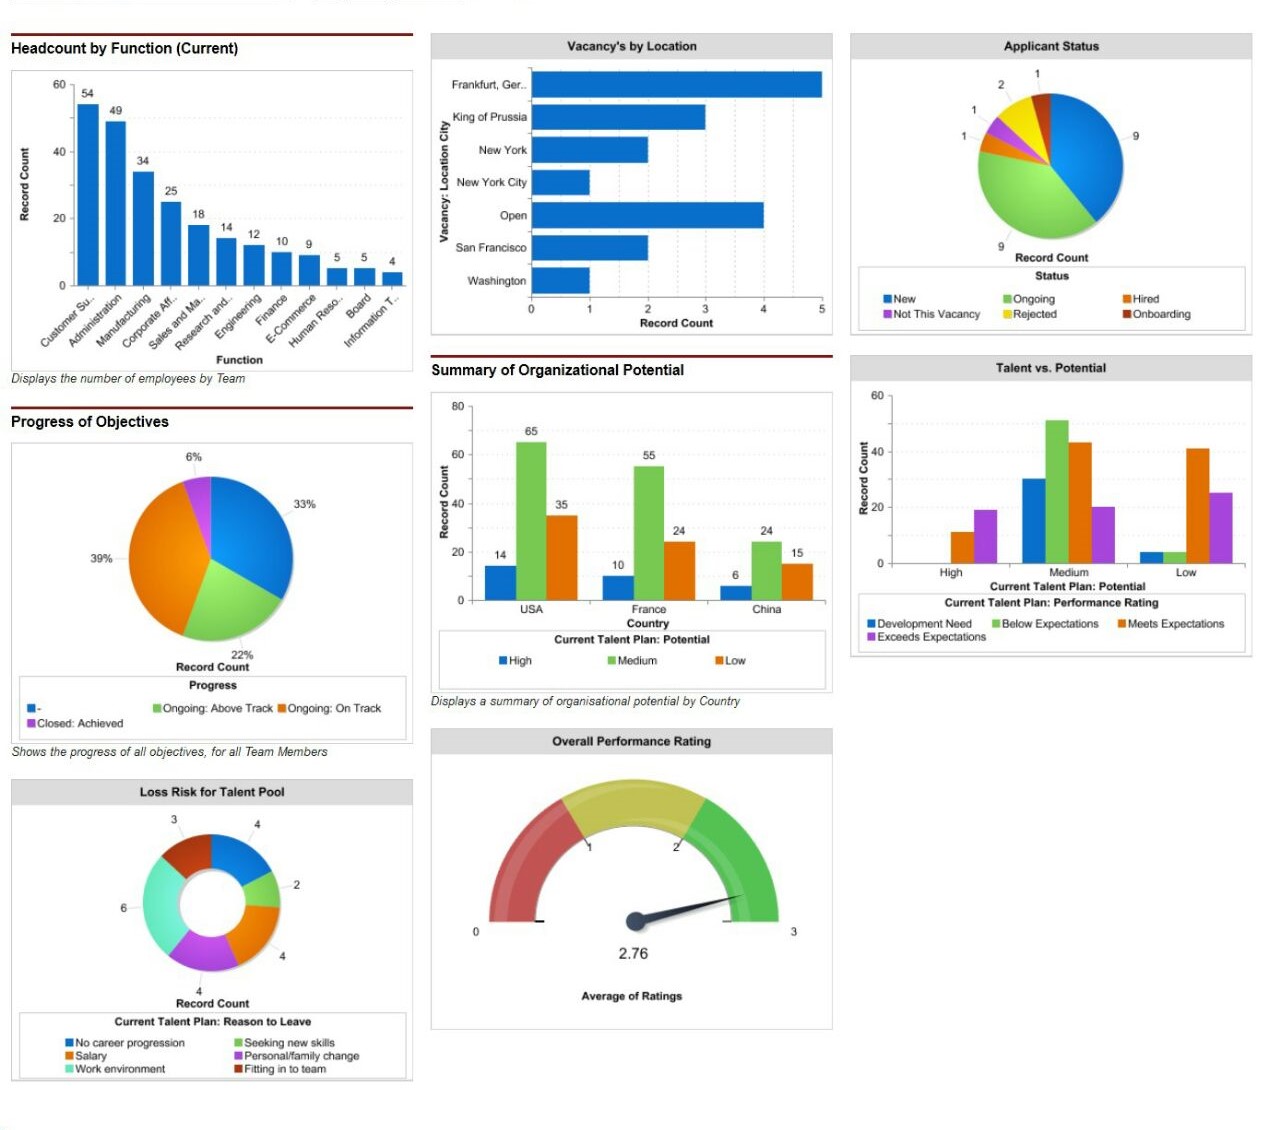 Headcount by Function (Current)
Record Count
60
40
20
0
54
49
34
25
18
14
12
10
9
5
5
4
Customer Su..
Administration
Manufacturing
Corporate Aff..
Sales and Ma..
Research and..
Engineering
Finance
E-Commerce
Human Reso..
Board
Information T..
Function
Displays the number of employees by Team
Progress of Objectives
6%
33%
39%
22%
Record Count
Progress
-
Ongoing: Above Track
Ongoing: On Track
Closed: Achieved
Shows the progress of all objectives, for all Team Members
Loss Risk for Talent Pool
3
4
2
6
4
4
Record Count
Current Talent Plan: Reason to Leave
No career progression
Seeking new skills
Salary
Personal/family change
Work environment
Fitting in to team
Vacancy's by Location
Vacancy: Location City
Frankfurt, Ger..
King of Prussia
New York
New York City
Open
San Francisco
Washington
0
1
2
3
4
5
Record Count
Summary of Organizational Potential
Record Count
80
60
40
20
0
14
65
35
10
55
24
6
24
15
USA
France
China
Country
Current Talent Plan: Potential
High
Medium
Low
Displays a summary of organisational potential by Country
Overall Performance Rating
0
1
2
3
2.76
Average of Ratings
Applicant Status
1
2
1
1
9
9
Record Count
Status
New
Ongoing
Hired
Not This Vacancy
Rejected
Onboarding
Talent vs. Potential
Record Count
60
40
20
0
High
Medium
Low
Current Talent Plan: Potential
Current Talent Plan: Performance Rating
Development Need
Below Expectations
Meets Expectations
Exceeds Expectations